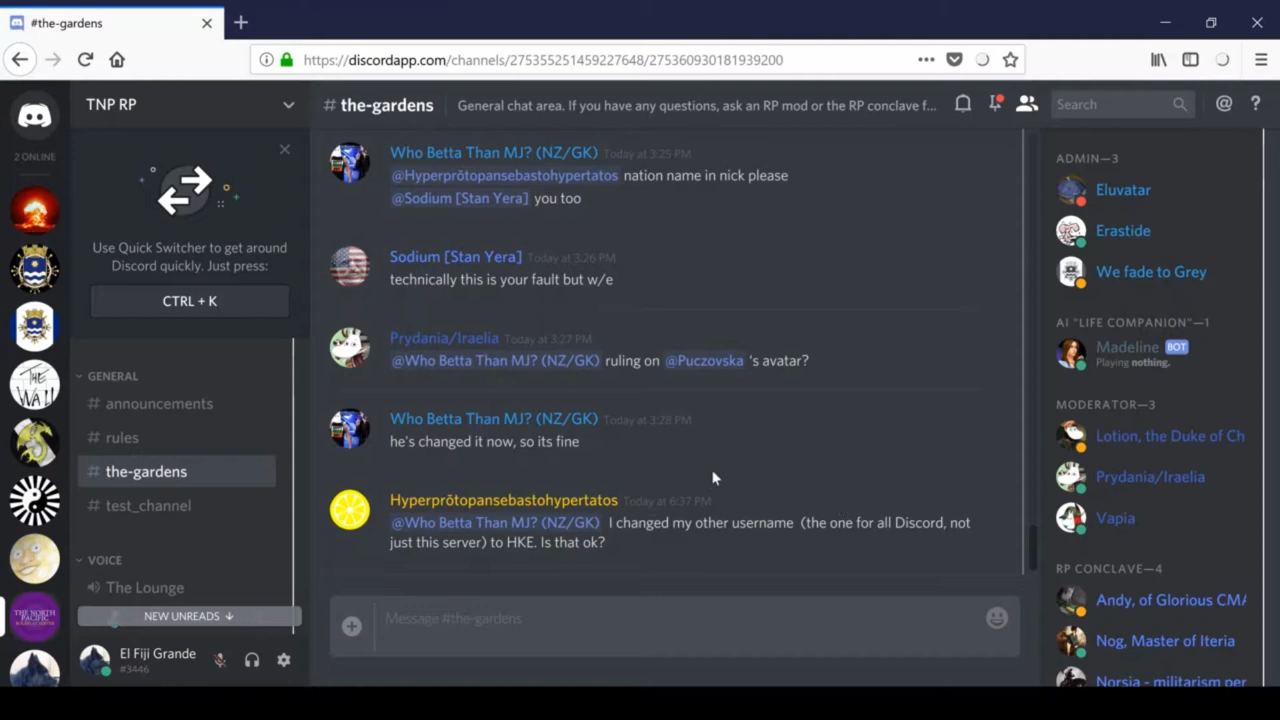 #the-gardens
https://discordapp.com/channels/275355251459227648/275360930181939200
TNP RP
# the-gardens
General chat area. If you have any questions, ask an RP mod or the RP conclave f...
Search
@
?
2 ONLINE
Use Quick Switcher to get around
Discord quickly. Just press:
CTRL + K
GENERAL
# announcements
# rules
# the-gardens
# test_channel
VOICE
The Lounge
NEW UNREADS ↓
El Fiji Grande
#3446
THE WALL
THE NORTH
PACIFIC
Who Betta Than MJ? (NZ/GK) Today at 3:25 PM
@Hyperprōtopansebastohypertatos nation name in nick please
@Sodium [Stan Yera] you too
Sodium [Stan Yera] Today at 3:26 PM
technically this is your fault but w/e
Prydania/Iraelia Today at 3:27 PM
@Who Betta Than MJ? (NZ/GK) ruling on @Puczovska 's avatar?
Who Betta Than MJ? (NZ/GK) Today at 3:28 PM
he's changed it now, so its fine
Hyperprōtopansebastohypertatos Today at 6:37 PM
@Who Betta Than MJ? (NZ/GK) I changed my other username (the one for all Discord, not
just this server) to HKE. Is that ok?
Message #the-gardens
ADMIN—3
Eluvatar
Erastide
We fade to Grey
AI "LIFE COMPANION"—1
Madeline BOT
Playing nothing.
MODERATOR—3
Lotion, the Duke of Ch
Prydania/Iraelia
Vapia
RP CONCLAVE—4
Andy, of Glorious CMA
Nog, Master of Iteria
Norsia - militarism per